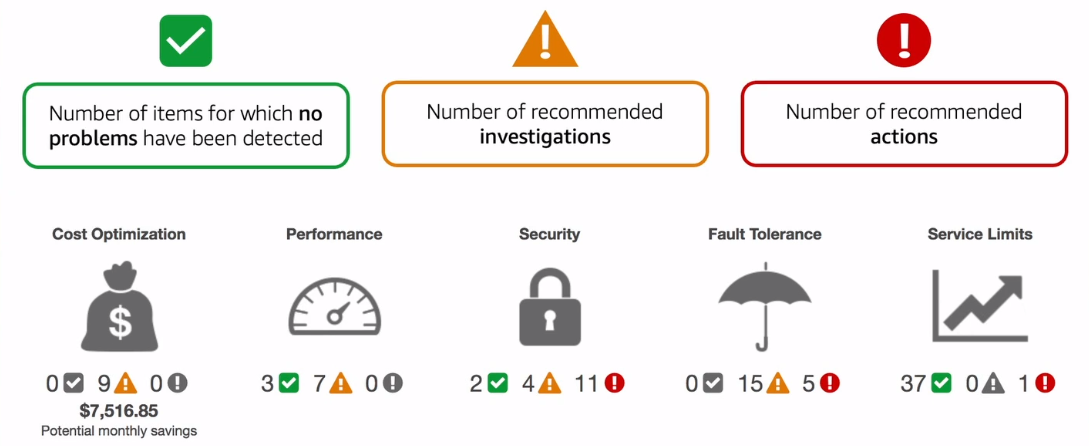 Number of items for which no
problems have been detected
Number of recommended
investigations
Number of recommended
actions
Cost Optimization
Performance
Security
Fault Tolerance
Service Limits
$
0 9 0
3 7 0
2 4 11
0 15 5
37 0 1
$7,516.85
Potential monthly savings